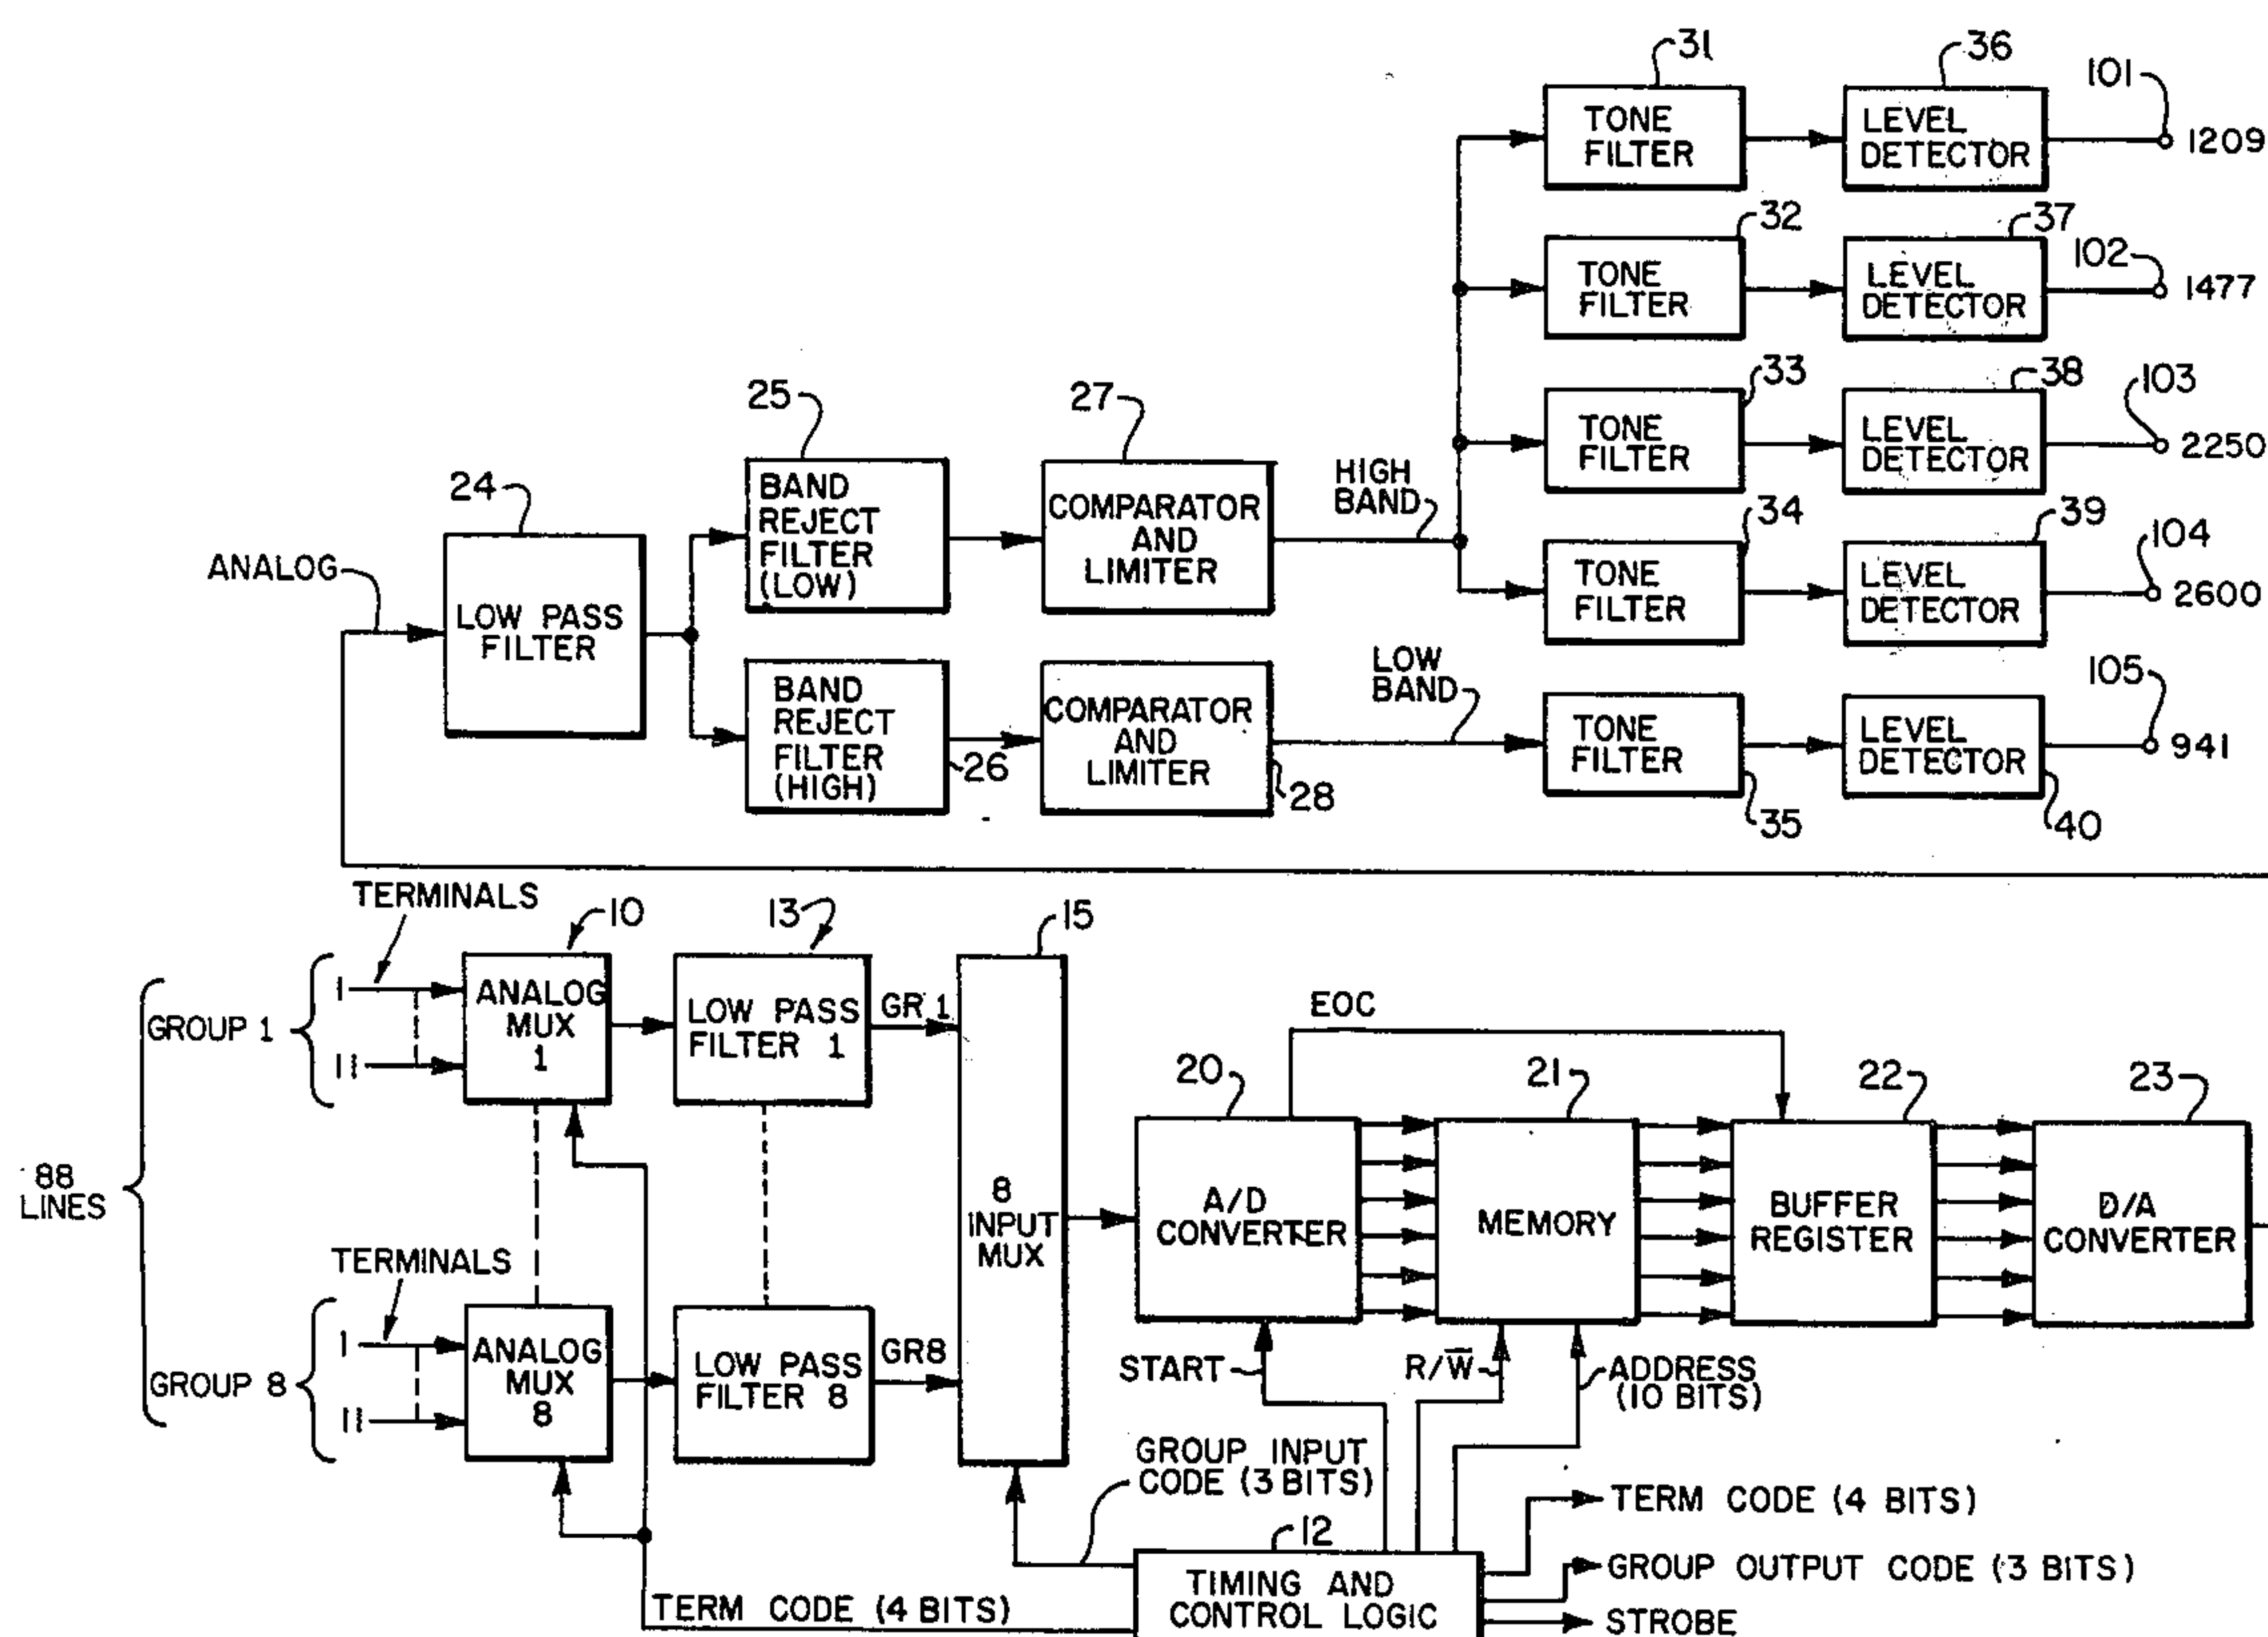 31
36
101
TONE
FILTER
LEVEL
DETECTOR
1209
32
37
102
TONE
FILTER
LEVEL
DETECTOR
1477
33
38
103
TONE
FILTER
LEVEL
DETECTOR
2250
34
39
104
TONE
FILTER
LEVEL
DETECTOR
2600
35
40
105
TONE
FILTER
LEVEL
DETECTOR
941
25
BAND
REJECT
FILTER
(LOW)
27
COMPARATOR
AND
LIMITER
HIGH
BAND
24
ANALOG
LOW PASS
FILTER
BAND
REJECT
FILTER
(HIGH)
26
COMPARATOR
AND
LIMITER
28
LOW
BAND
TERMINALS
10
13
15
88
LINES
GROUP 1
1
11
ANALOG
MUX
1
LOW PASS
FILTER 1
GR 1
8
INPUT
MUX
TERMINALS
GROUP 8
1
11
ANALOG
MUX
8
LOW PASS
FILTER 8
GR8
EOC
20
A/D
CONVERTER
21
MEMORY
22
BUFFER
REGISTER
23
D/A
CONVERTER
START
R/W̅
ADDRESS
(10 BITS)
GROUP INPUT
CODE (3 BITS)
12
TIMING AND
CONTROL LOGIC
TERM CODE (4 BITS)
TERM CODE (4 BITS)
GROUP OUTPUT CODE (3 BITS)
STROBE